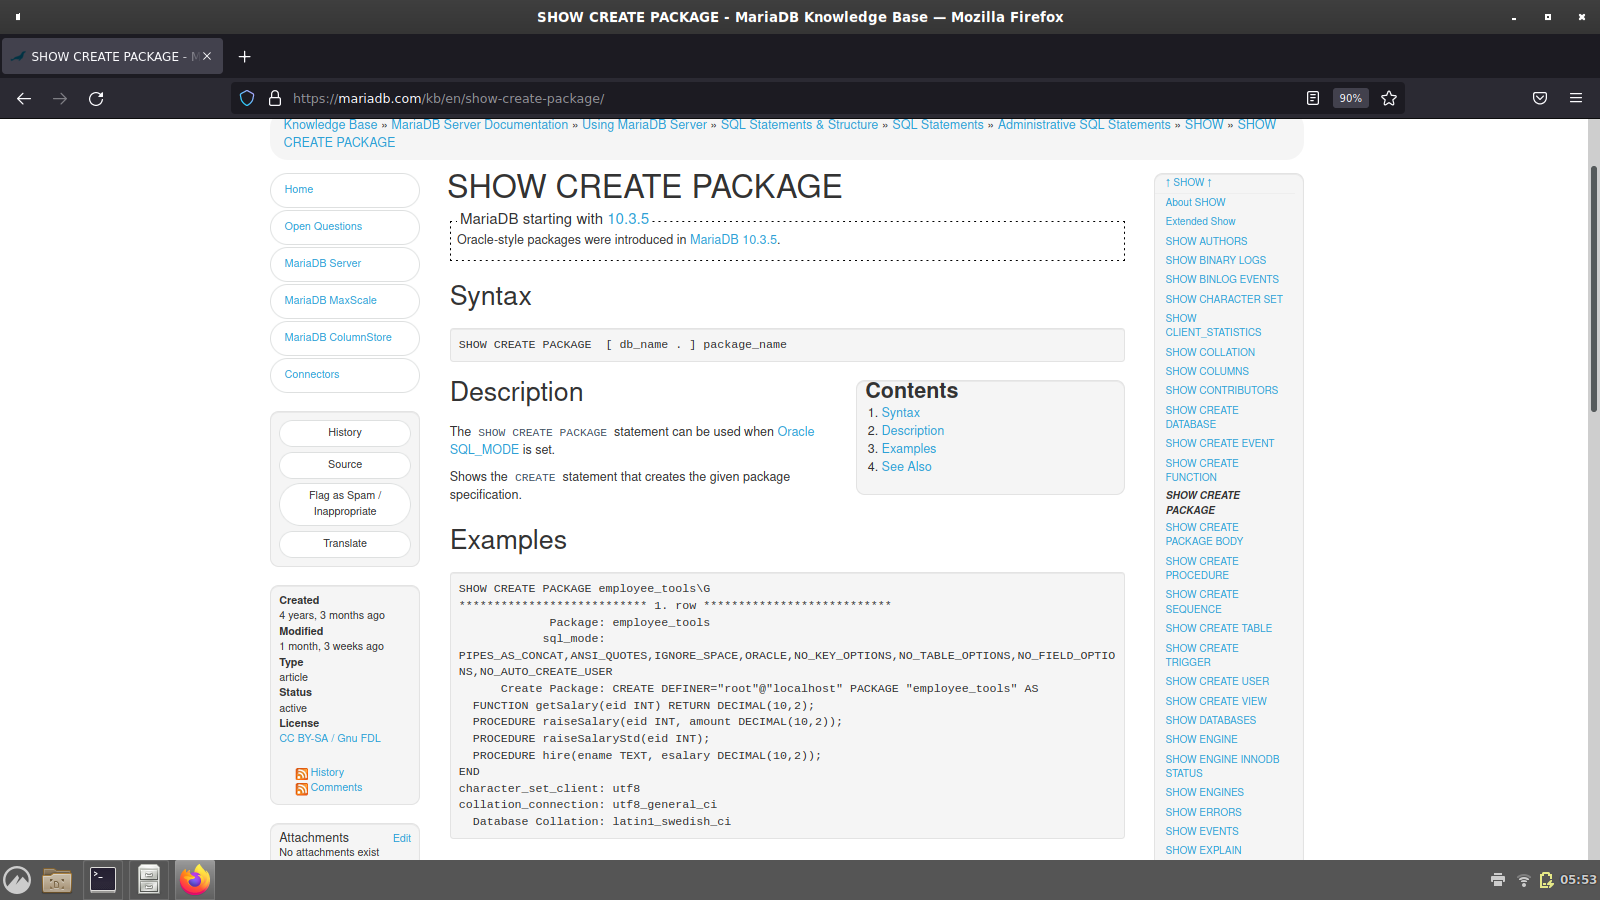 SHOW CREATE PACKAGE - MariaDB Knowledge Base — Mozilla Firefox
SHOW CREATE PACKAGE - M
https://mariadb.com/kb/en/show-create-package/
90%
Knowledge Base » MariaDB Server Documentation » Using MariaDB Server » SQL Statements & Structure » SQL Statements » Administrative SQL Statements » SHOW » SHOW
CREATE PACKAGE
Home
Open Questions
MariaDB Server
MariaDB MaxScale
MariaDB ColumnStore
Connectors
History
Source
Flag as Spam /
Inappropriate
Translate
Created
4 years, 3 months ago
Modified
1 month, 3 weeks ago
Type
article
Status
active
License
CC BY-SA / Gnu FDL
History
Comments
Attachments Edit
No attachments exist
SHOW CREATE PACKAGE
MariaDB starting with 10.3.5
Oracle-style packages were introduced in MariaDB 10.3.5.
Syntax
SHOW CREATE PACKAGE  [ db_name . ] package_name
Description
The SHOW CREATE PACKAGE statement can be used when Oracle
SQL_MODE is set.
Shows the CREATE statement that creates the given package
specification.
Contents
1. Syntax
2. Description
3. Examples
4. See Also
Examples
SHOW CREATE PACKAGE employee_tools\G
*************************** 1. row ***************************
Package: employee_tools
sql_mode:
PIPES_AS_CONCAT,ANSI_QUOTES,IGNORE_SPACE,ORACLE,NO_KEY_OPTIONS,NO_TABLE_OPTIONS,NO_FIELD_OPTIO
NS,NO_AUTO_CREATE_USER
Create Package: CREATE DEFINER="root"@"localhost" PACKAGE "employee_tools" AS
FUNCTION getSalary(eid INT) RETURN DECIMAL(10,2);
PROCEDURE raiseSalary(eid INT, amount DECIMAL(10,2));
PROCEDURE raiseSalaryStd(eid INT);
PROCEDURE hire(ename TEXT, esalary DECIMAL(10,2));
END
character_set_client: utf8
collation_connection: utf8_general_ci
Database Collation: latin1_swedish_ci
↑ SHOW ↑
About SHOW
Extended Show
SHOW AUTHORS
SHOW BINARY LOGS
SHOW BINLOG EVENTS
SHOW CHARACTER SET
SHOW
CLIENT_STATISTICS
SHOW COLLATION
SHOW COLUMNS
SHOW CONTRIBUTORS
SHOW CREATE
DATABASE
SHOW CREATE EVENT
SHOW CREATE
FUNCTION
SHOW CREATE
PACKAGE
SHOW CREATE
PACKAGE BODY
SHOW CREATE
PROCEDURE
SHOW CREATE
SEQUENCE
SHOW CREATE TABLE
SHOW CREATE
TRIGGER
SHOW CREATE USER
SHOW CREATE VIEW
SHOW DATABASES
SHOW ENGINE
SHOW ENGINE INNODB
STATUS
SHOW ENGINES
SHOW ERRORS
SHOW EVENTS
SHOW EXPLAIN
05:53